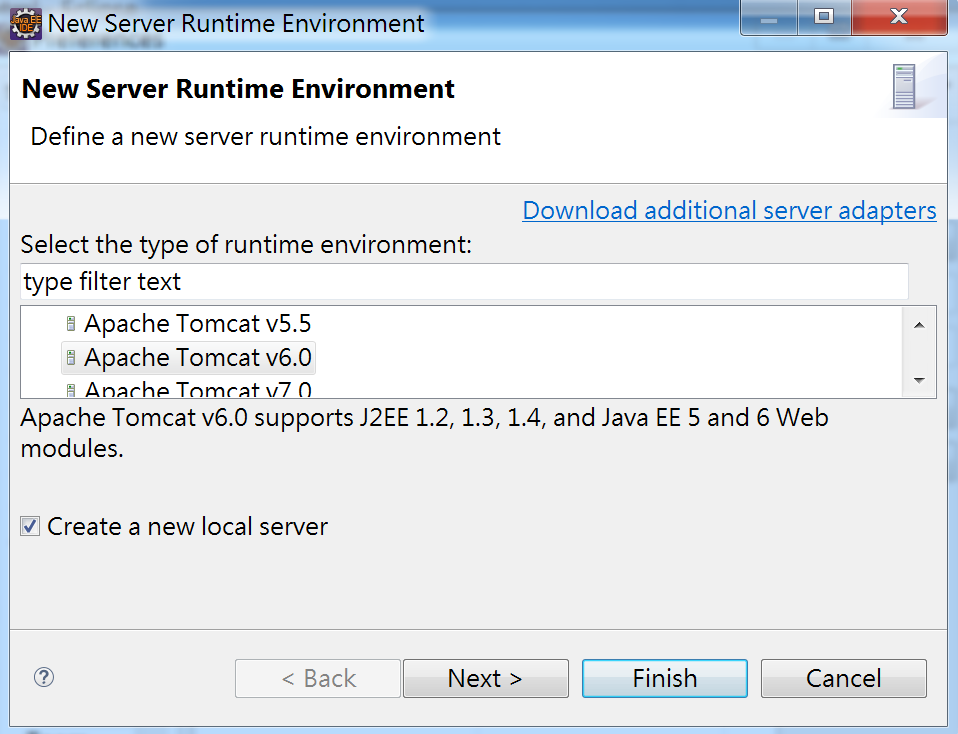 Java EE
IDE
New Server Runtime Environment
New Server Runtime Environment
Define a new server runtime environment
Download additional server adapters
Select the type of runtime environment:
type filter text
Apache Tomcat v5.5
Apache Tomcat v6.0
Apache Tomcat v7.0
Apache Tomcat v6.0 supports J2EE 1.2, 1.3, 1.4, and Java EE 5 and 6 Web
modules.
Create a new local server
?
< Back
Next >
Finish
Cancel